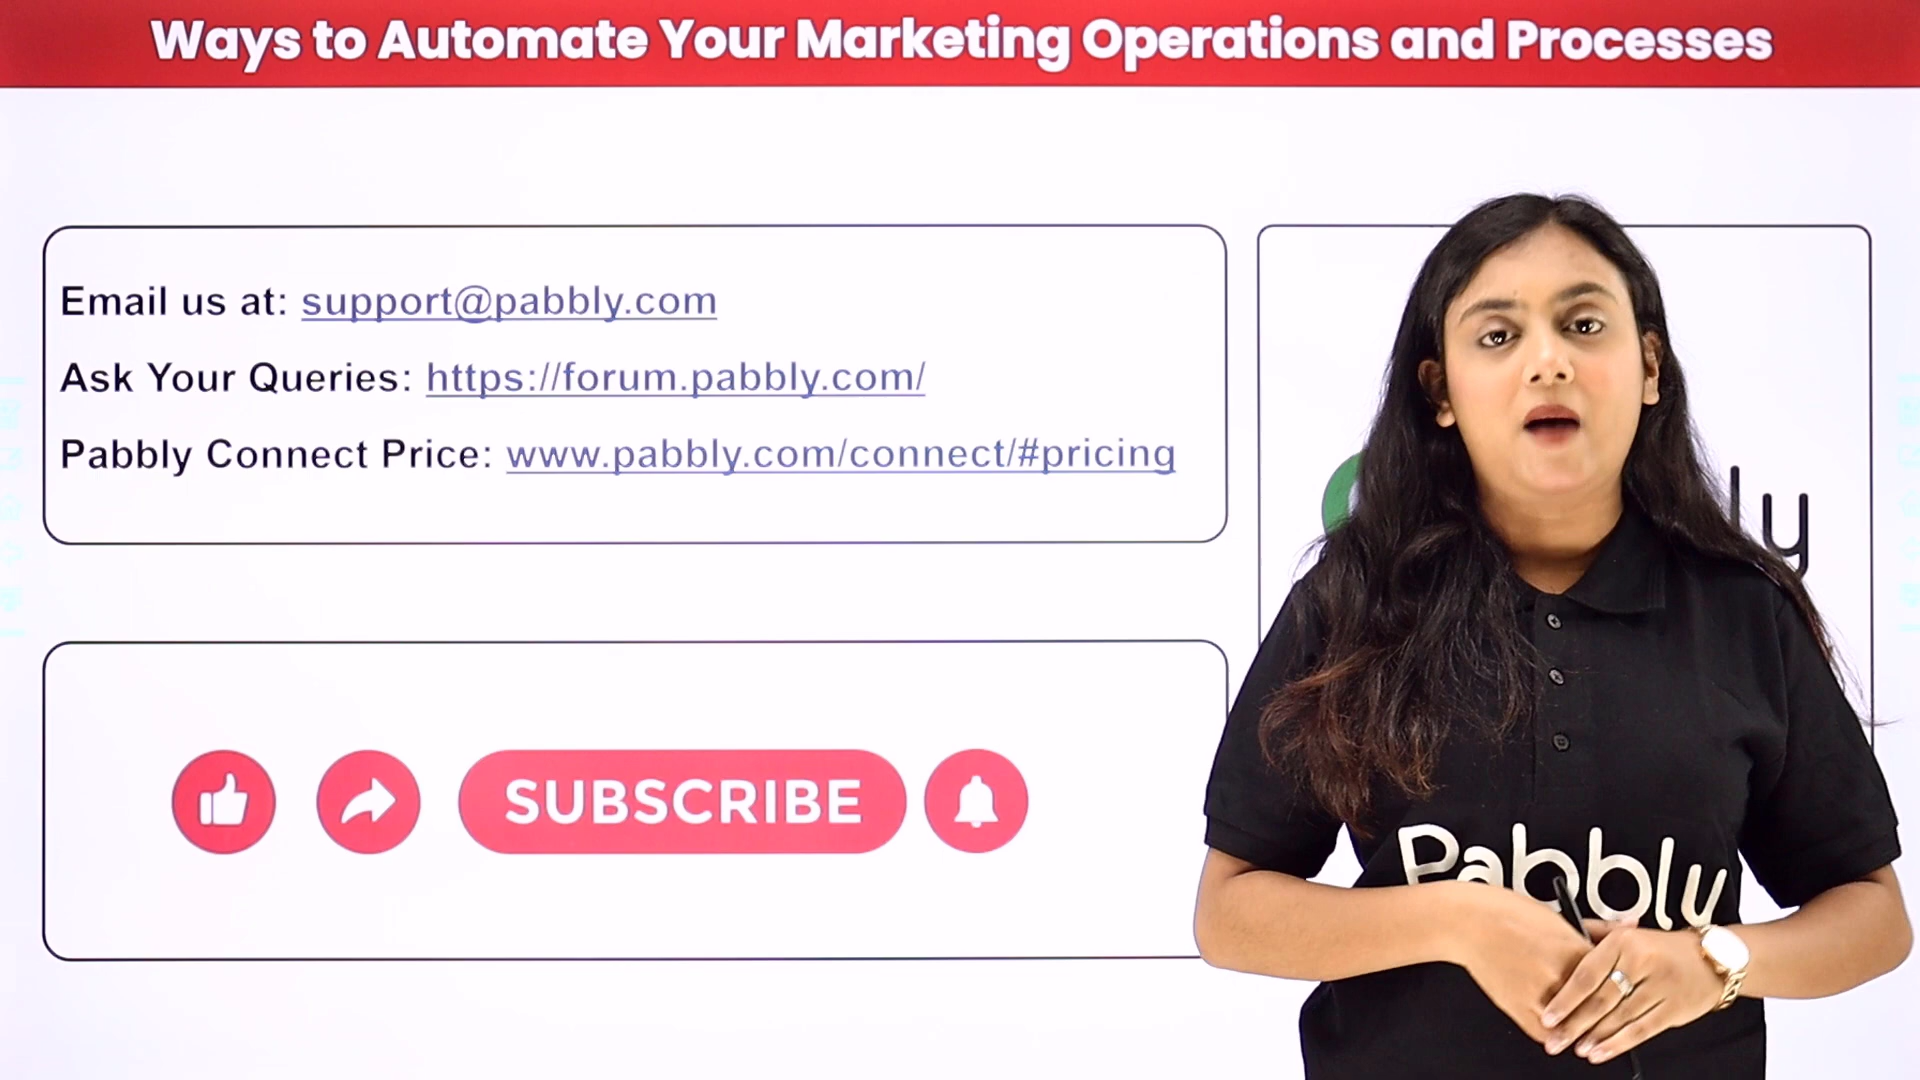 Ways to Automate Your Marketing Operations and Processes
Email us at: support@pabbly.com
Ask Your Queries: https://forum.pabbly.com/
Pabbly Connect Price: www.pabbly.com/connect/#pricing
ly
SUBSCRIBE
Pabbly